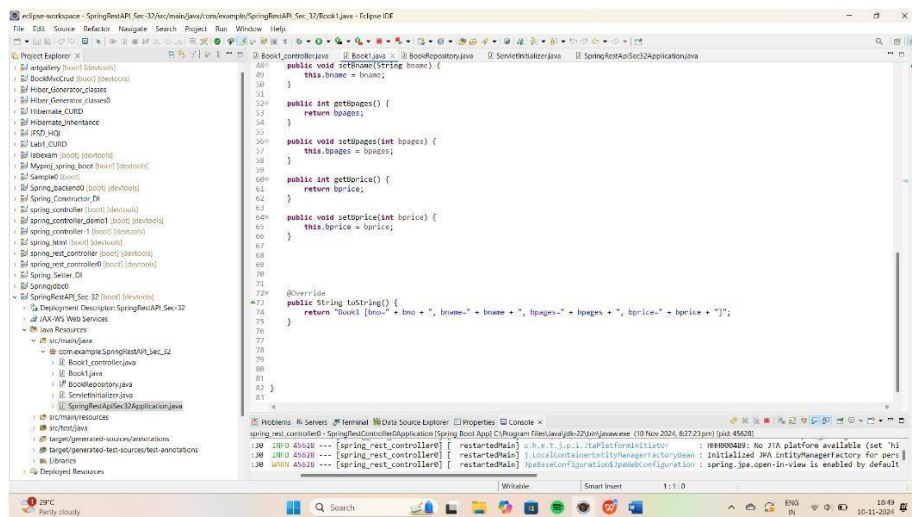 eclipse-workspace - SpringRestAPI_Sec-32/src/main/java/com/example/SpringRestAPI_Sec_32/Book1.java - Eclipse IDE
File Edit Source Refactor Navigate Search Project Run Window Help
Project Explorer
artgallery [boot] [devtools]
BookMvcCrud [boot] [devtools]
Hiber_Generator_classes
Hiber_Generator_classes0
Hibernate_CURD
Hibernate_Inheritance
JFSD_HQL
Lab1_CURD
labexam [boot] [devtools]
Myproj_spring_boot [boot] [devtools]
Sample0 [boot]
Spring_backend0 [boot] [devtools]
Spring_Constructor_DI
spring_controller [boot] [devtools]
spring_controller_demo1 [boot] [devtools]
spring_controller-1 [boot] [devtools]
spring_html [boot] [devtools]
spring_rest_controller [boot] [devtools]
spring_rest_controller0 [boot] [devtools]
Spring_Setter_DI
Springjdbc0
SpringRestAPI_Sec-32 [boot] [devtools]
Deployment Descriptor: SpringRestAPI_Sec-32
JAX-WS Web Services
Java Resources
src/main/java
com.example.SpringRestAPI_Sec_32
Book1_controller.java
Book1.java
BookRepository.java
ServletInitializer.java
SpringRestApiSec32Application.java
src/main/resources
src/test/java
target/generated-sources/annotations
target/generated-test-sources/test-annotations
Libraries
Deployed Resources
Book1_controller.java Book1.java BookRepository.java ServletInitializer.java SpringRestApiSec32Application.java
48 public void setBname(String bname) {
49 this.bname = bname;
50 }
51
52 public int getBpages() {
53 return bpages;
54 }
55
56 public void setBpages(int bpages) {
57 this.bpages = bpages;
58 }
59
60 public int getBprice() {
61 return bprice;
62 }
63
64 public void setBprice(int bprice) {
65 this.bprice = bprice;
66 }
67
68
69
70
71
72 @Override
73 public String toString() {
74 return "Book1 [bno=" + bno + ", bname=" + bname + ", bpages=" + bpages + ", bprice=" + bprice + "]";
75 }
76
77
78
79
80
81
82 }
83
Problems Servers Terminal Data Source Explorer Properties Console
spring_rest_controller0 - SpringRestController0Application [Spring Boot App] C:\Program Files\Java\jdk-22\bin\javaw.exe (10 Nov 2024, 6:27:23 pm) [pid: 45628]
:30 INFO 45628 --- [spring_rest_controller0] [ restartedMain] o.h.e.t.j.p.i.JtaPlatformInitiator : HHH000489: No JTA platform available (set 'hi
:30 INFO 45628 --- [spring_rest_controller0] [ restartedMain] j.LocalContainerEntityManagerFactoryBean : Initialized JPA EntityManagerFactory for pers
:30 WARN 45628 --- [spring_rest_controller0] [ restartedMain] JpaBaseConfiguration$JpaWebConfiguration : spring.jpa.open-in-view is enabled by default
Writable Smart Insert 1 : 1 : 0
29°C
Partly cloudy
Search
ENG
IN
18:49
10-11-2024